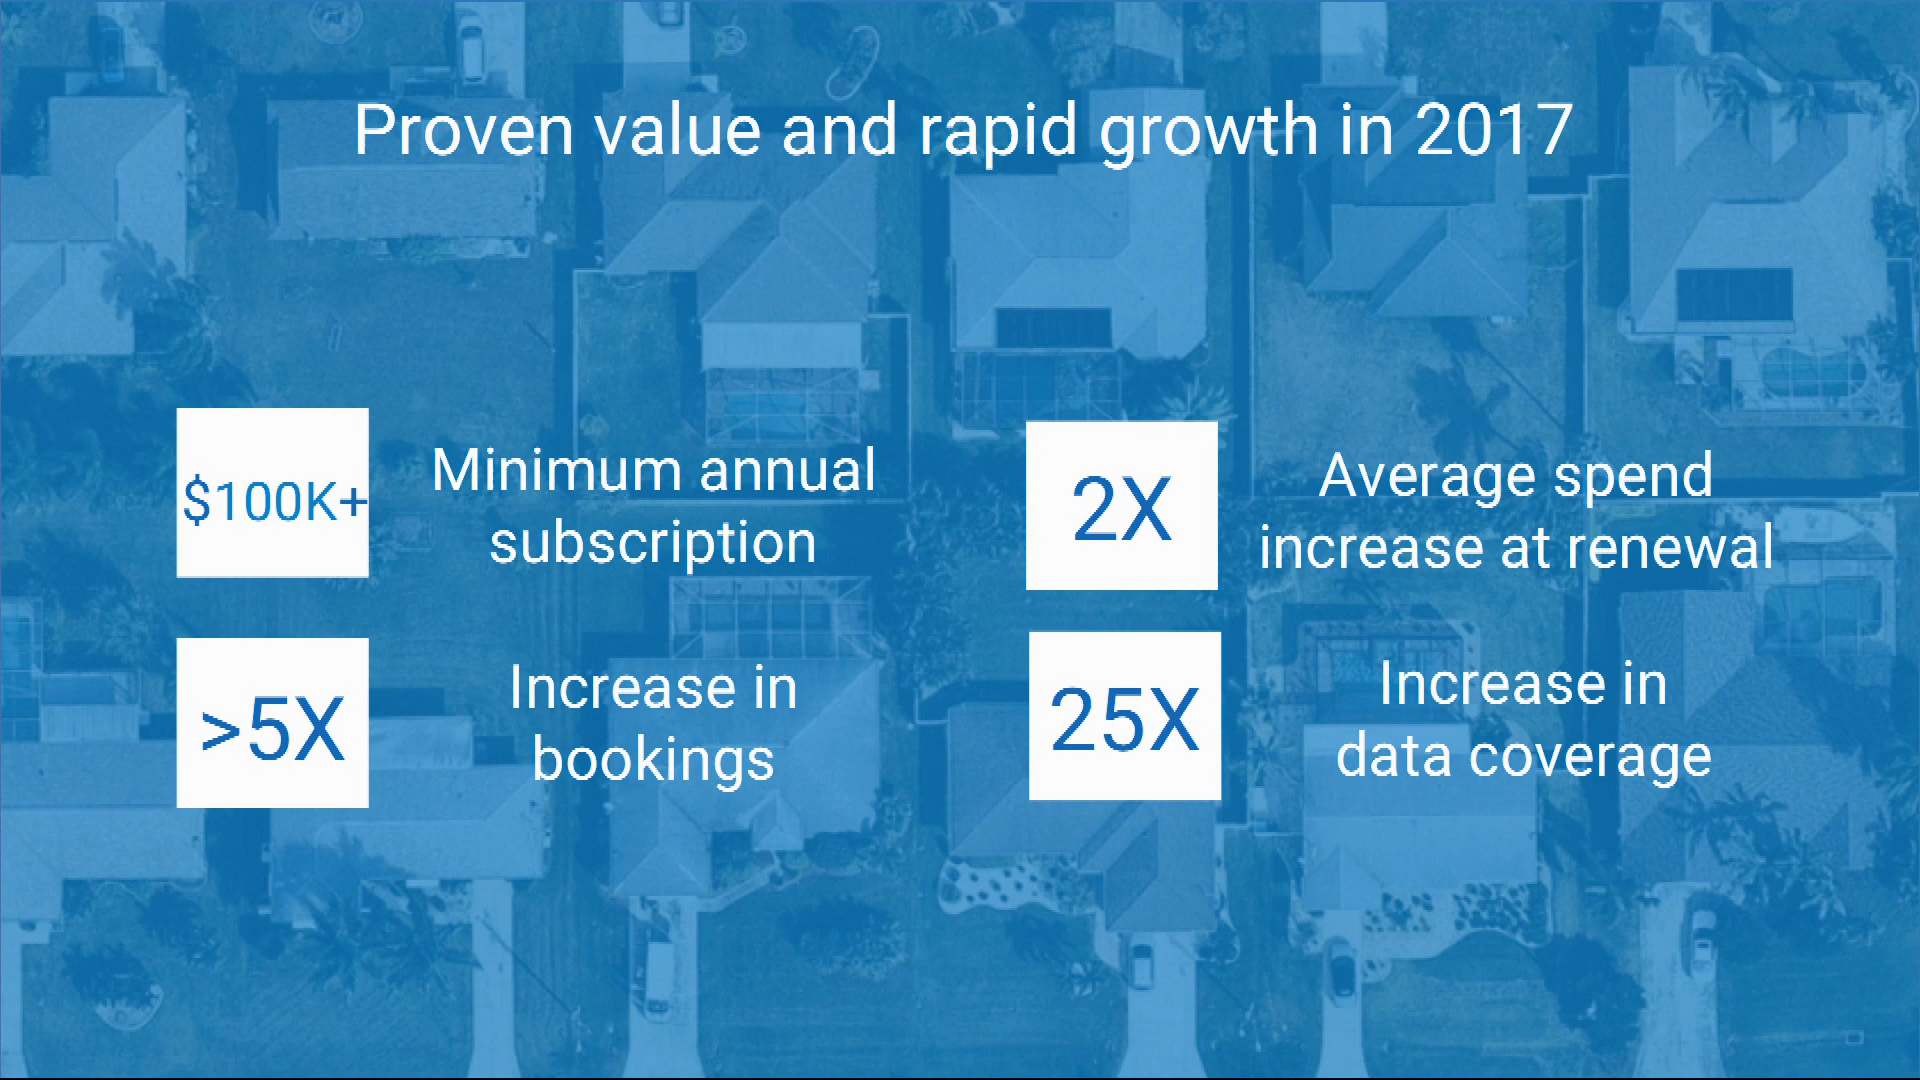 Proven value and rapid growth in 2017
$100K+
Minimum annual
subscription
2X
Average spend
increase at renewal
>5X
Increase in
bookings
25X
Increase in
data coverage